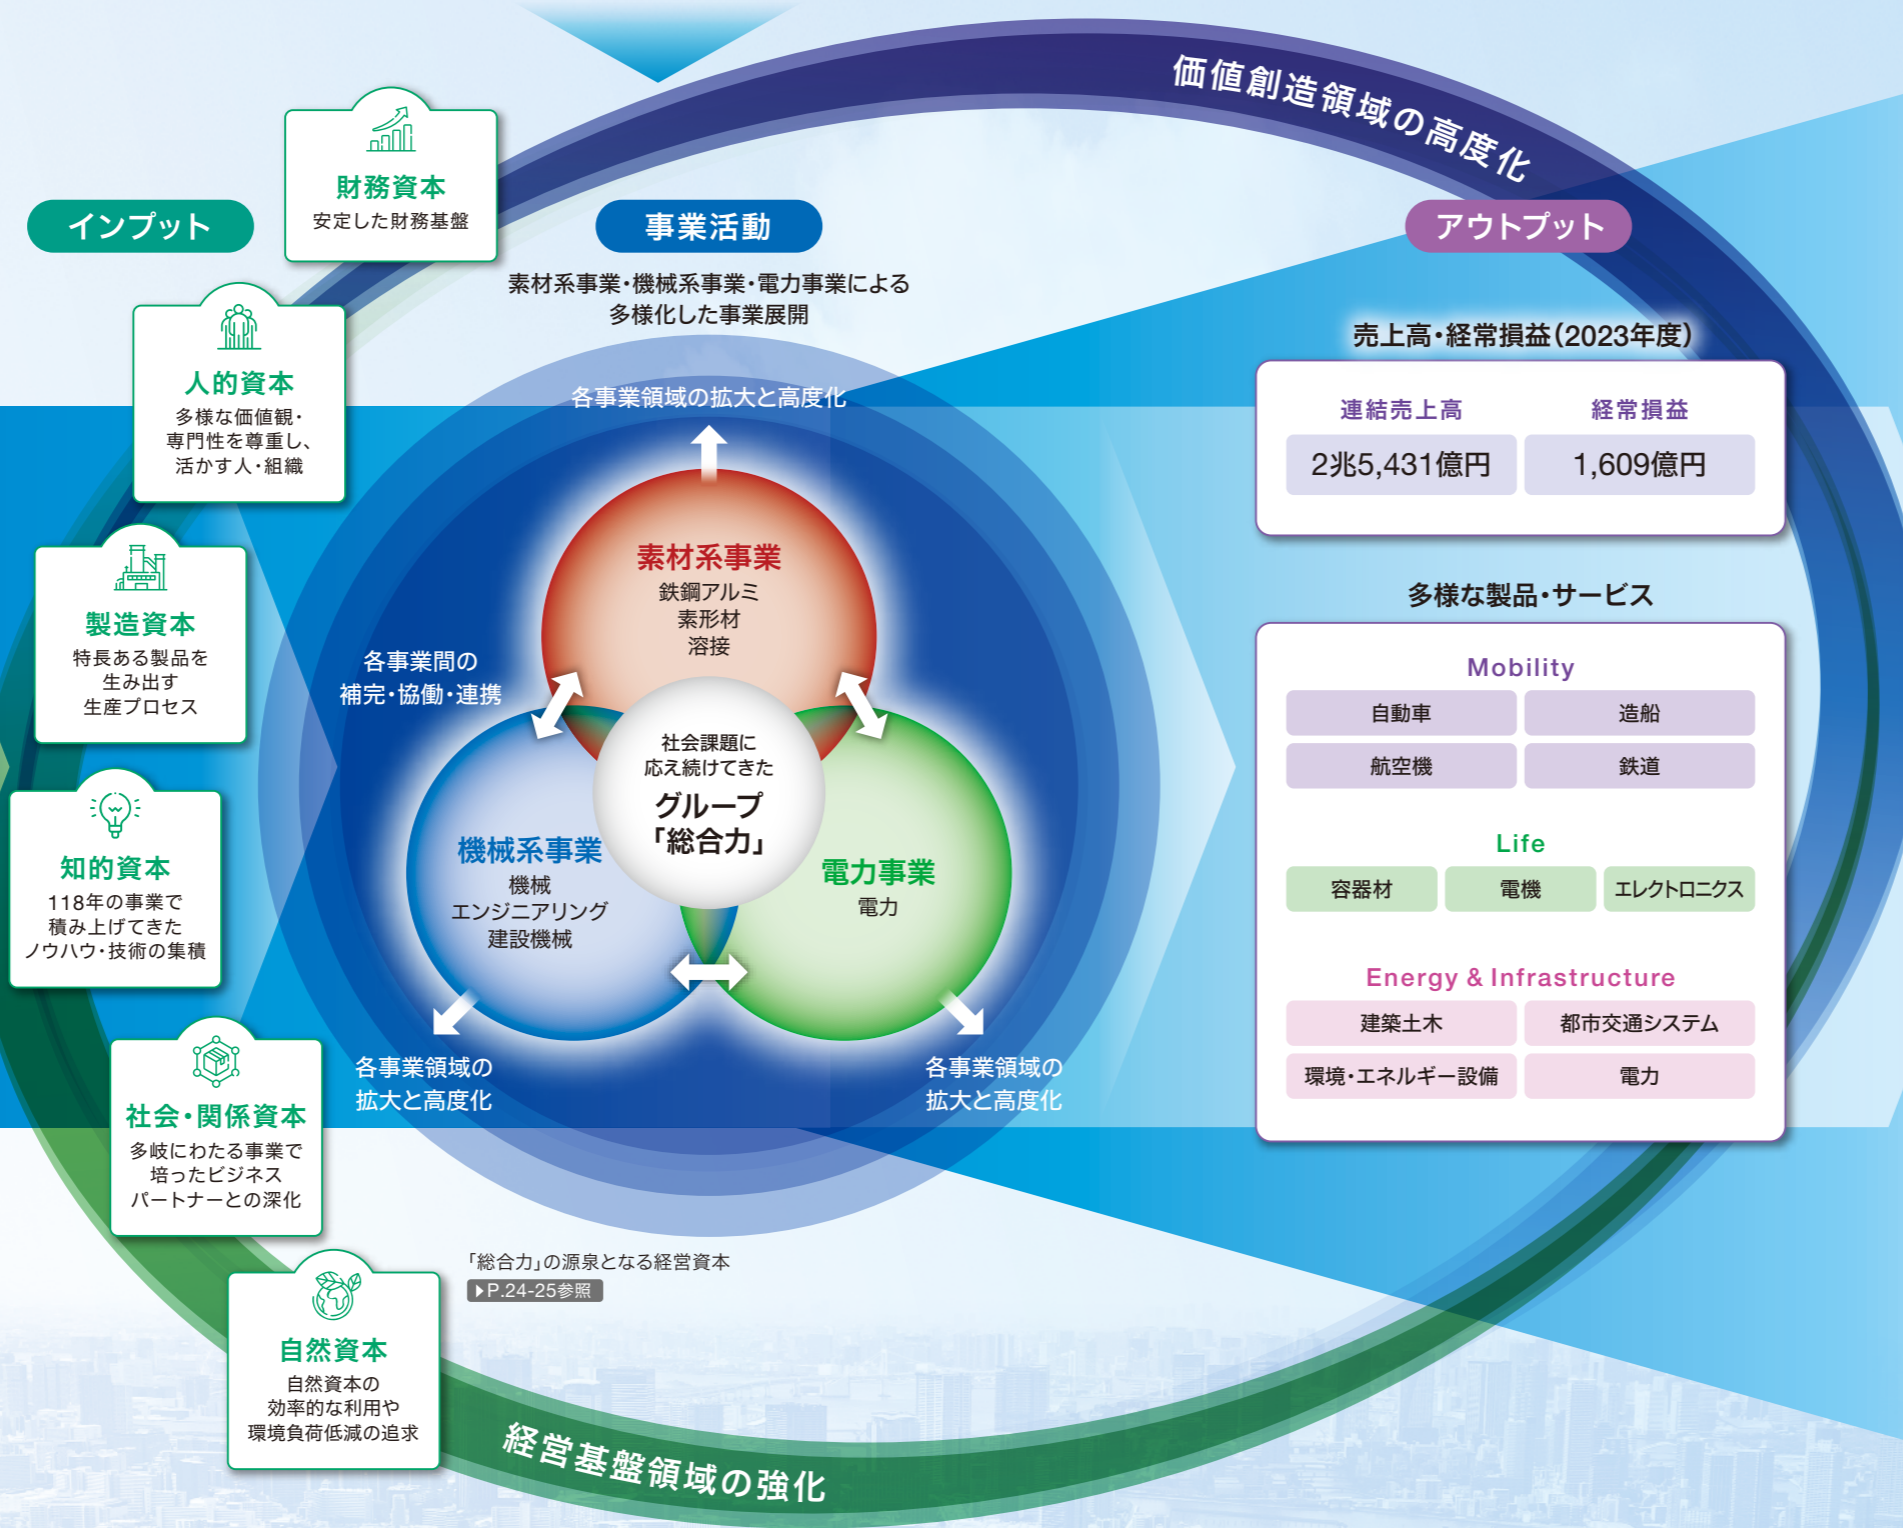 価値創造領域の高度化
インプット
財務資本
安定した財務基盤
人的資本
多様な価値観・
専門性を尊重し、
活かす人・組織
製造資本
特長ある製品を
生み出す
生産プロセス
知的資本
118年の事業で
積み上げてきた
ノウハウ・技術の集積
社会・関係資本
多岐にわたる事業で
培ったビジネス
パートナーとの深化
自然資本
自然資本の
効率的な利用や
環境負荷低減の追求
事業活動
素材系事業・機械系事業・電力事業による
多様化した事業展開
各事業領域の拡大と高度化
素材系事業
鉄鋼アルミ
素形材
溶接
各事業間の
補完・協働・連携
社会課題に
応え続けてきた
グループ
「総合力」
機械系事業
機械
エンジニアリング
建設機械
電力事業
電力
各事業領域の
拡大と高度化
各事業領域の
拡大と高度化
「総合力」の源泉となる経営資本
P.24-25参照
アウトプット
売上高・経常損益(2023年度)
連結売上高
経常損益
2兆5,431億円
1,609億円
多様な製品・サービス
Mobility
自動車
造船
航空機
鉄道
Life
容器材
電機
エレクトロニクス
Energy & Infrastructure
建築土木
都市交通システム
環境・エネルギー設備
電力
経営基盤領域の強化